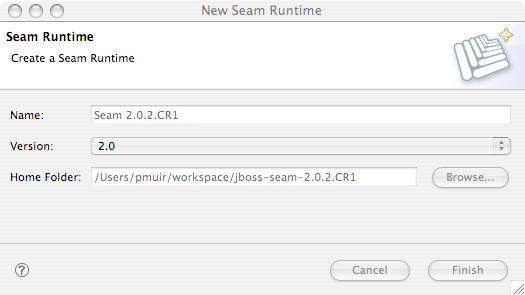 New Seam Runtime
Seam Runtime
Create a Seam Runtime
Name: Seam 2.0.2.CR1
Version: 2.0
Home Folder: /Users/pmuir/workspace/jboss-seam-2.0.2.CR1 Browse...
? Cancel Finish